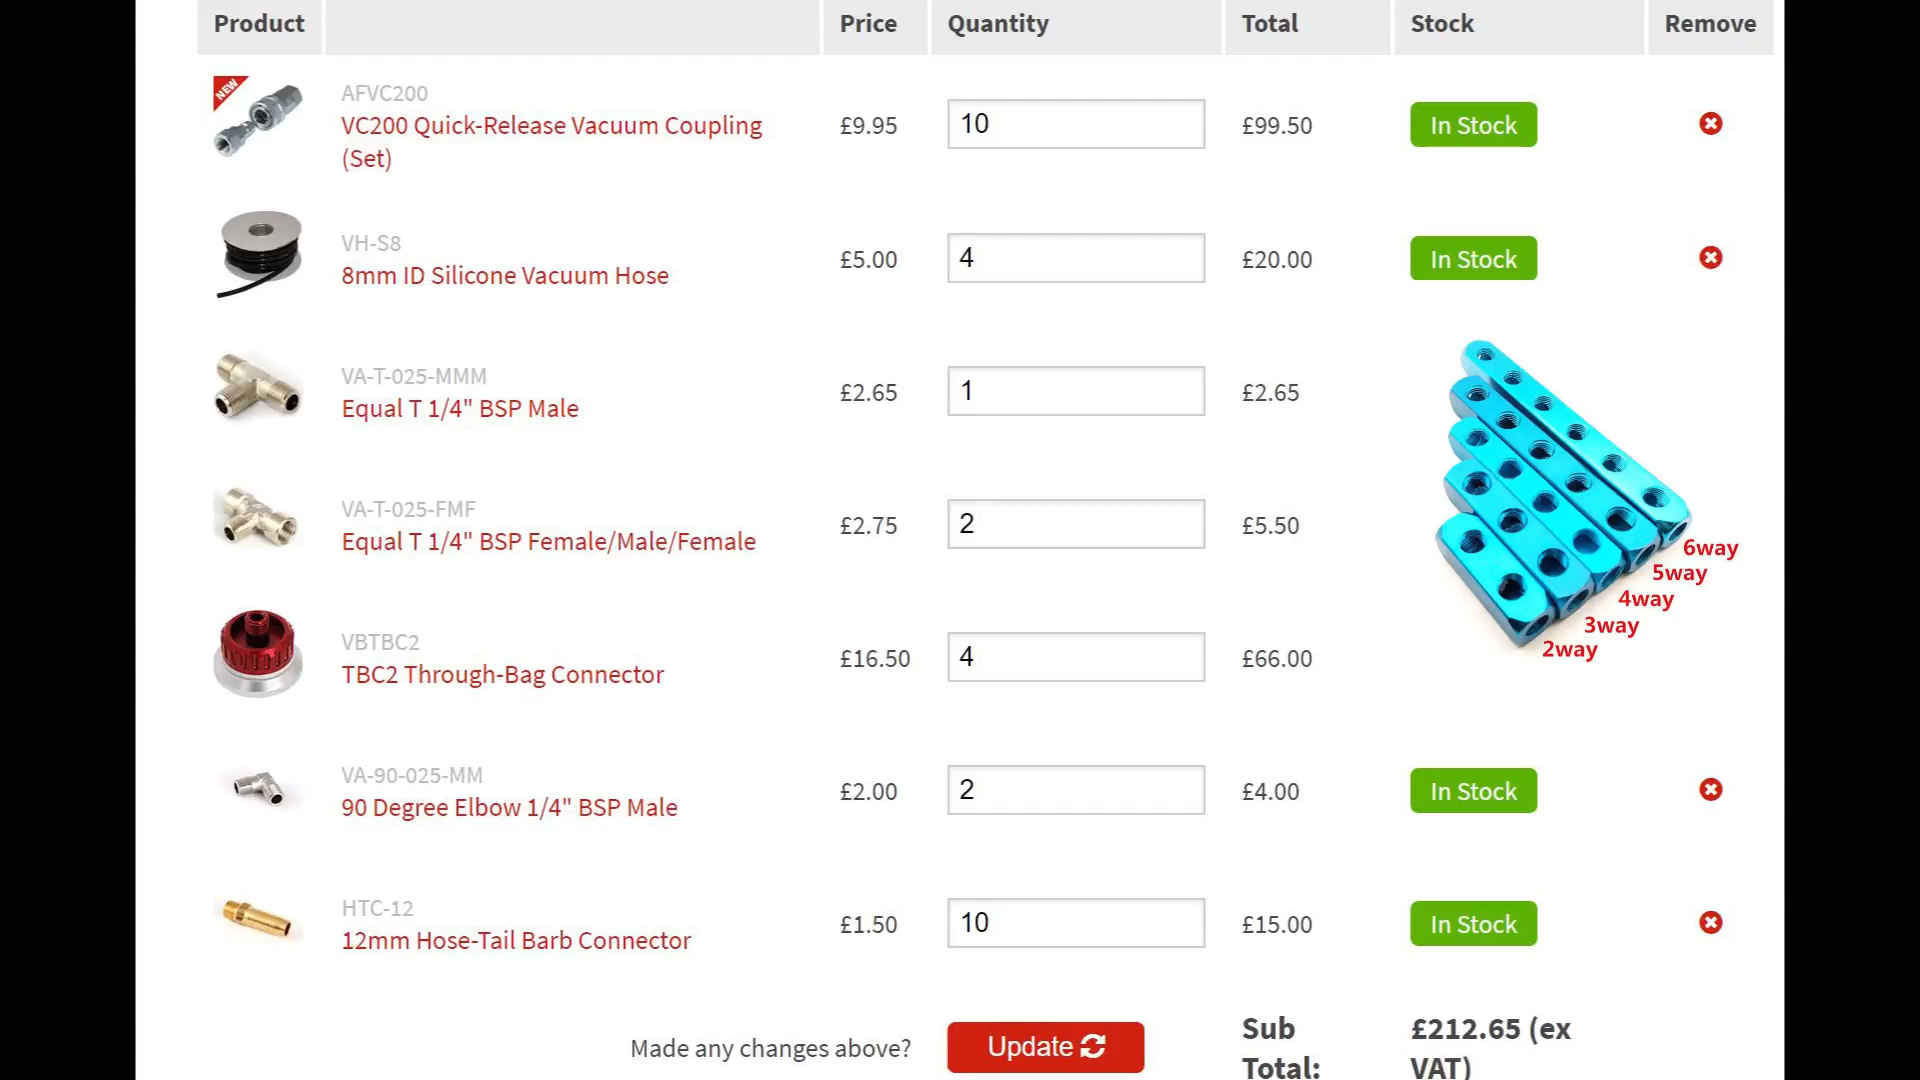 Product Price Quantity Total Stock Remove
NEW
AFVC200
VC200 Quick-Release Vacuum Coupling
(Set)
£9.95 10 £99.50 In Stock
VH-S8
8mm ID Silicone Vacuum Hose
£5.00 4 £20.00 In Stock
VA-T-025-MMM
Equal T 1/4" BSP Male
£2.65 1 £2.65
VA-T-025-FMF
Equal T 1/4" BSP Female/Male/Female
£2.75 2 £5.50
6way
5way
4way
3way
2way
VBTBC2
TBC2 Through-Bag Connector
£16.50 4 £66.00
VA-90-025-MM
90 Degree Elbow 1/4" BSP Male
£2.00 2 £4.00 In Stock
HTC-12
12mm Hose-Tail Barb Connector
£1.50 10 £15.00 In Stock
Made any changes above? Update
Sub
Total:
£212.65 (ex
VAT)